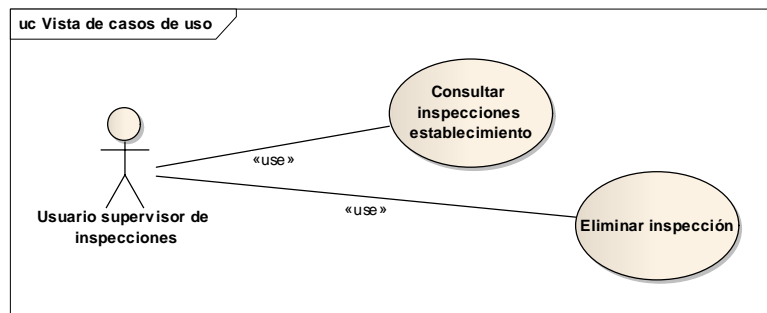 uc Vista de casos de uso
Consultar
inspecciones
establecimiento
«use»
«use»
Usuario supervisor de
inspecciones
Eliminar inspección